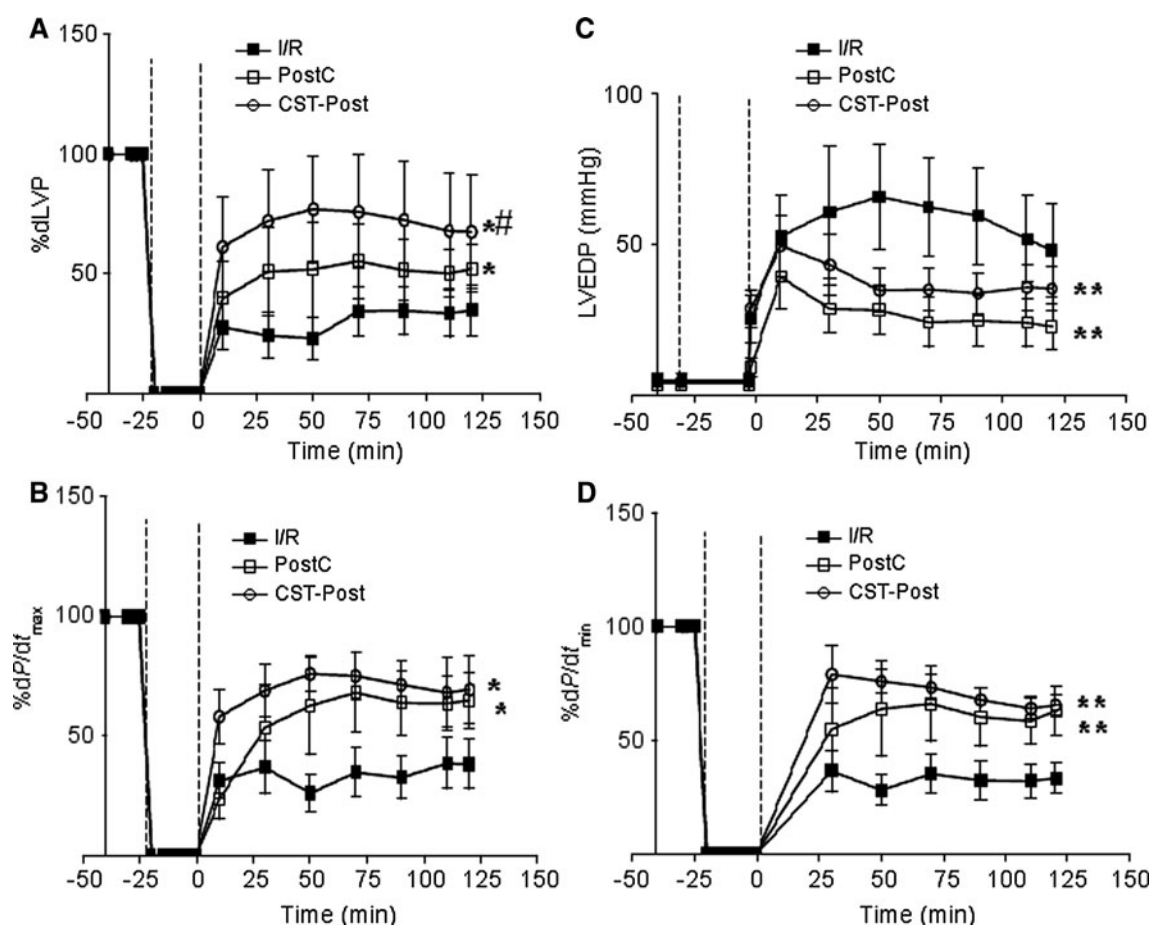 A
150
I/R
PostC
CST-Post
100
%dLVP
50
*#
*
-50 -25 0 25 50 75 100 125 150
Time (min)
C
I/R
PostC
CST-Post
100
LVEDP (mmHg)
50
**
**
-50 -25 0 25 50 75 100 125 150
Time (min)
B
150
I/R
PostC
CST-Post
100
%dP/dtmax
50
*
*
-50 -25 0 25 50 75 100 125 150
Time (min)
D
150
I/R
PostC
CST-Post
100
%dP/dtmin
50
**
**
-50 -25 0 25 50 75 100 125 150
Time (min)